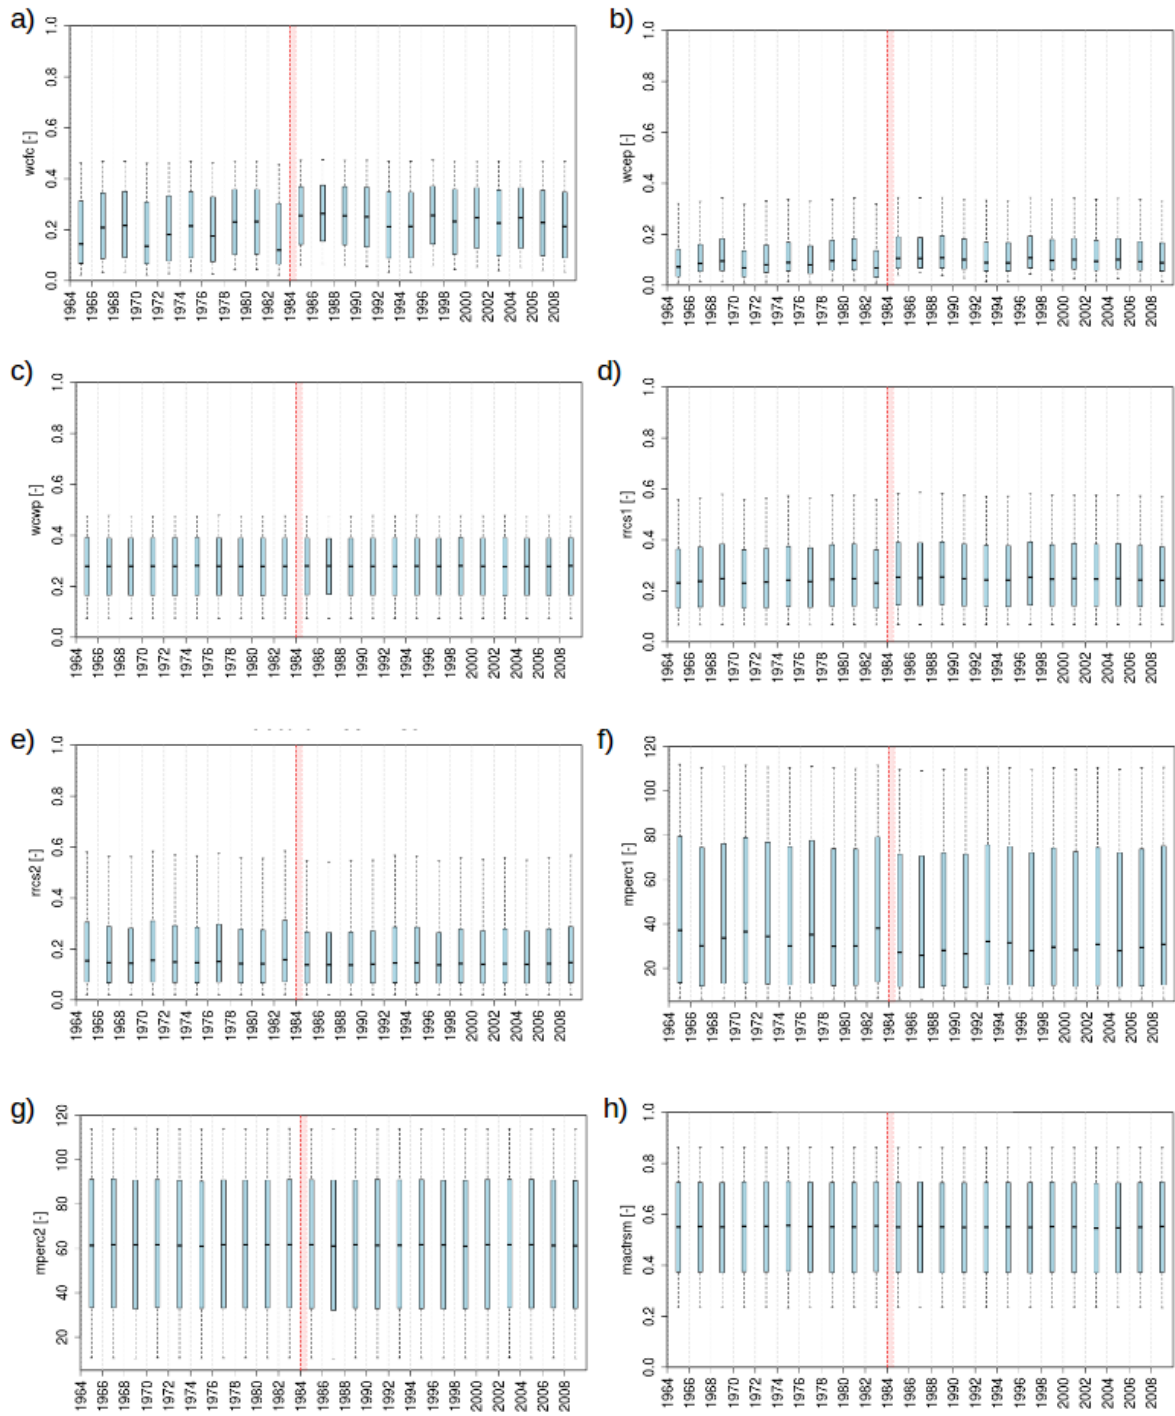 a)
wcfc [-]
0.0 0.2 0.4 0.6 0.8 1.0
1964 1966 1968 1970 1972 1974 1976 1978 1980 1982 1984 1986 1988 1990 1992 1994 1996 1998 2000 2002 2004 2006 2008
b)
wcep [-]
0.0 0.2 0.4 0.6 0.8 1.0
1964 1966 1968 1970 1972 1974 1976 1978 1980 1982 1984 1986 1988 1990 1992 1994 1996 1998 2000 2002 2004 2006 2008
c)
wcwp [-]
0.0 0.2 0.4 0.6 0.8 1.0
1964 1966 1968 1970 1972 1974 1976 1978 1980 1982 1984 1986 1988 1990 1992 1994 1996 1998 2000 2002 2004 2006 2008
d)
rrcs1 [-]
0.0 0.2 0.4 0.6 0.8 1.0
1964 1966 1968 1970 1972 1974 1976 1978 1980 1982 1984 1986 1988 1990 1992 1994 1996 1998 2000 2002 2004 2006 2008
e)
rrcs2 [-]
0.0 0.2 0.4 0.6 0.8 1.0
1964 1966 1968 1970 1972 1974 1976 1978 1980 1982 1984 1986 1988 1990 1992 1994 1996 1998 2000 2002 2004 2006 2008
f)
mperc1 [-]
20 40 60 80 100 120
1964 1966 1968 1970 1972 1974 1976 1978 1980 1982 1984 1986 1988 1990 1992 1994 1996 1998 2000 2002 2004 2006 2008
g)
mperc2 [-]
20 40 60 80 100 120
1964 1966 1968 1970 1972 1974 1976 1978 1980 1982 1984 1986 1988 1990 1992 1994 1996 1998 2000 2002 2004 2006 2008
h)
mactrsm [-]
0.0 0.2 0.4 0.6 0.8 1.0
1964 1966 1968 1970 1972 1974 1976 1978 1980 1982 1984 1986 1988 1990 1992 1994 1996 1998 2000 2002 2004 2006 2008